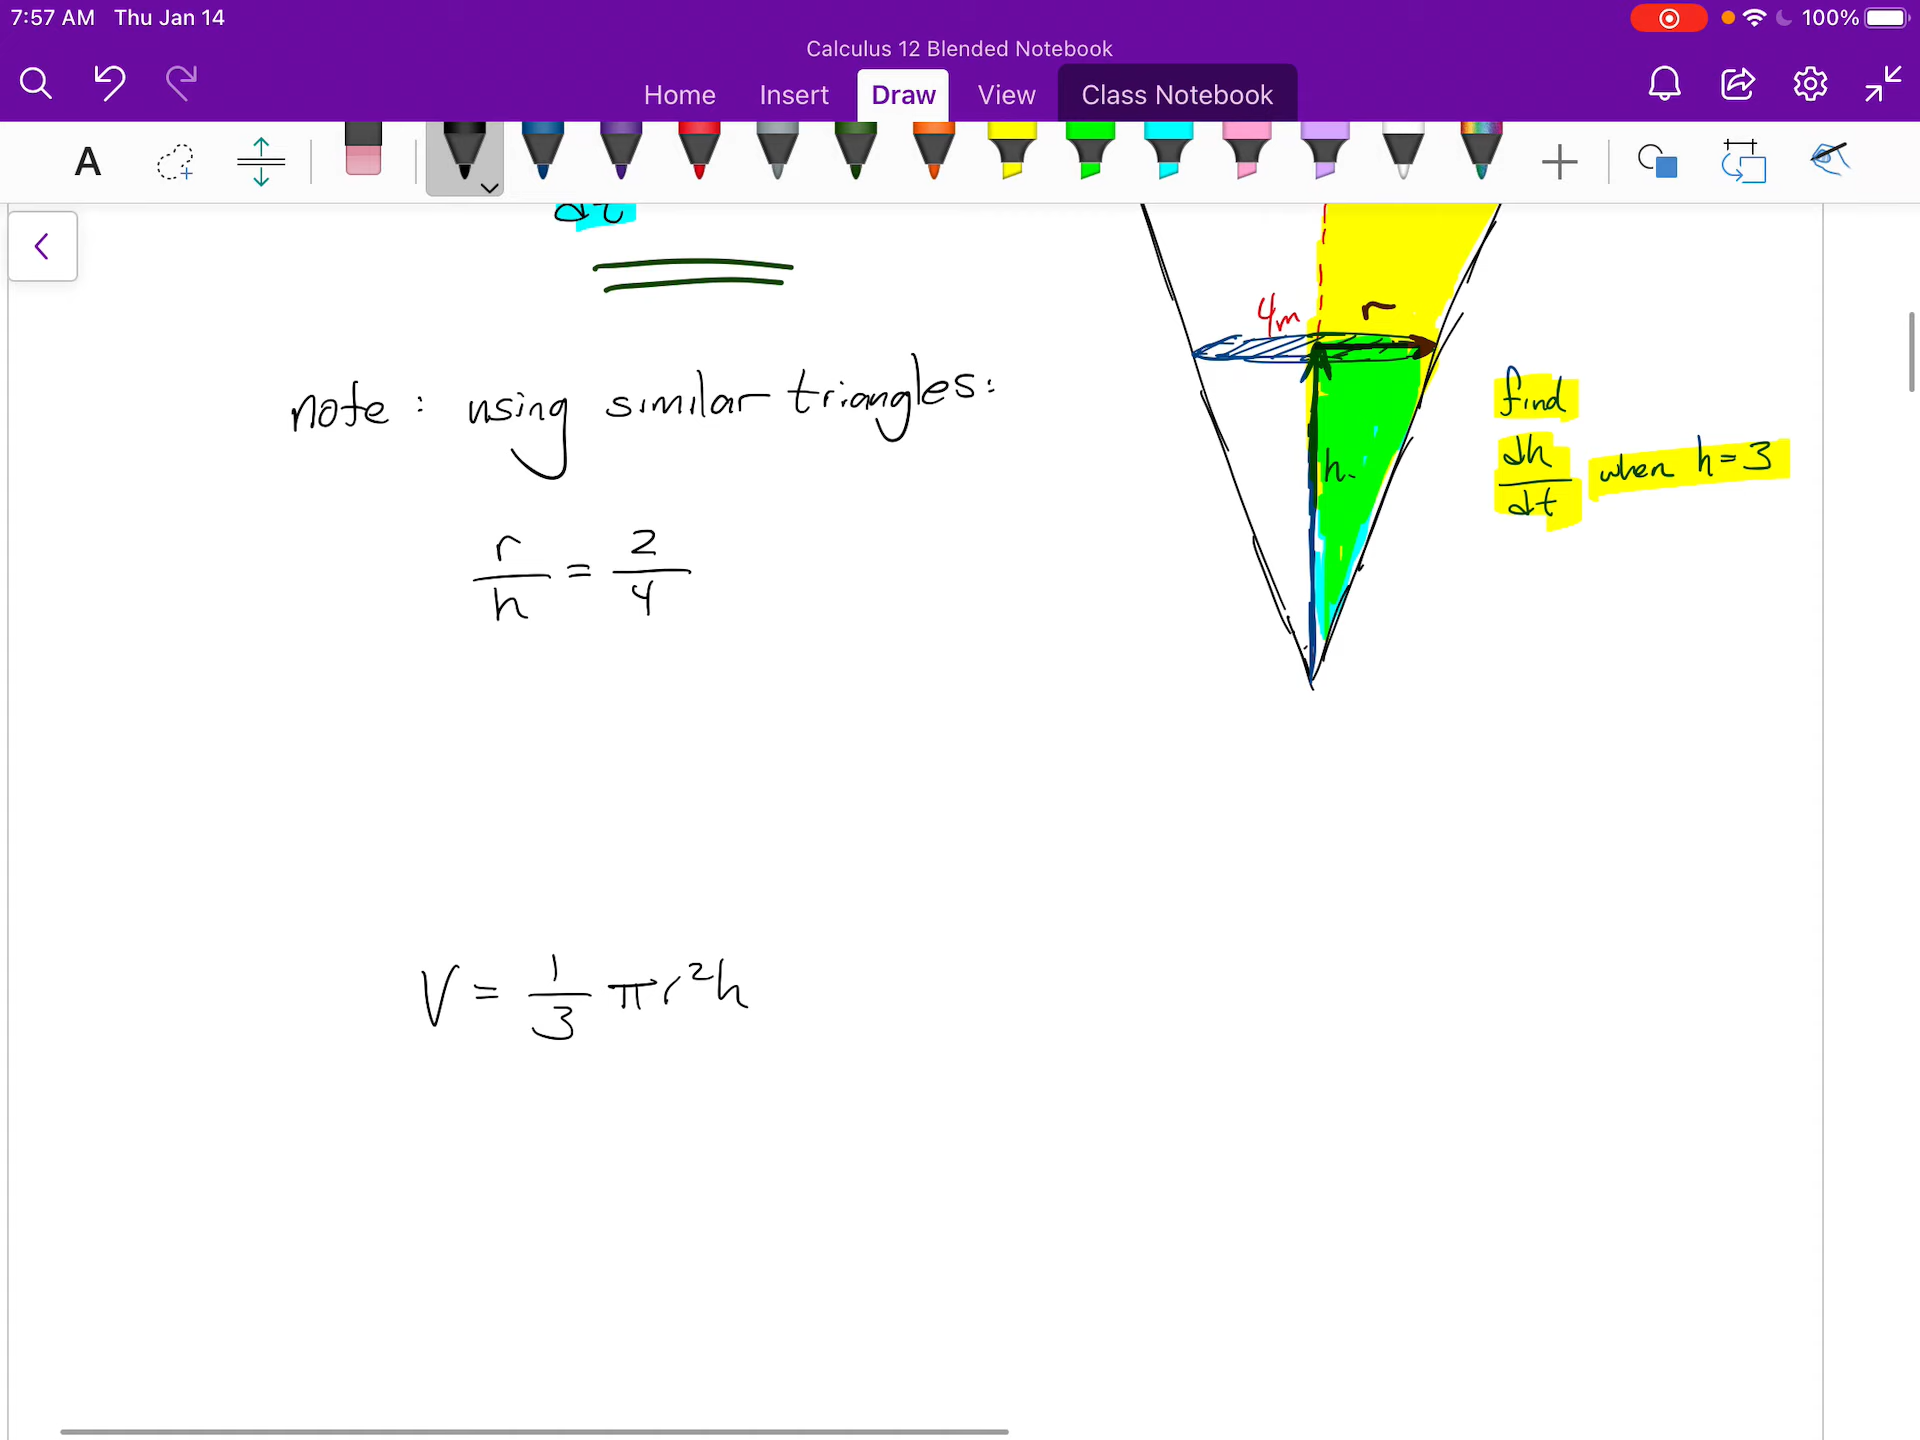 7:57 AM Thu Jan 14
100%
Calculus 12 Blended Notebook
Home Insert Draw View Class Notebook
A
dt
4m
r
note: using similar triangles:
find
h
dh/dt when h = 3
r/h = 2/4
V = 1/3 πr²h